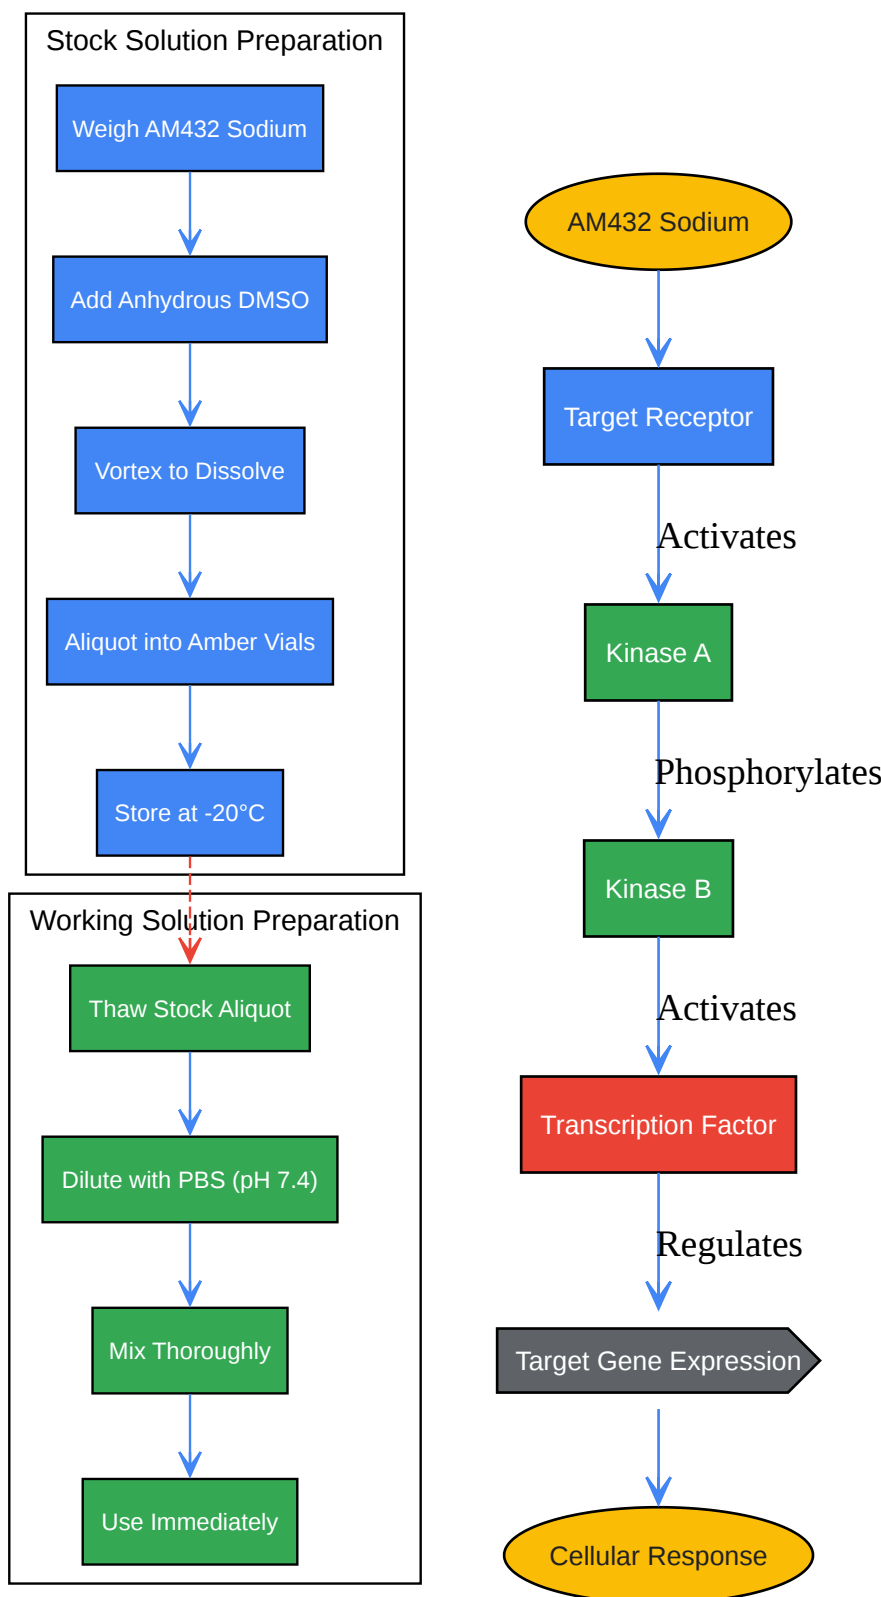 Stock Solution Preparation
Weigh AM432 Sodium
Add Anhydrous DMSO
Vortex to Dissolve
Aliquot into Amber Vials
Store at -20°C
Working Solution Preparation
Thaw Stock Aliquot
Dilute with PBS (pH 7.4)
Mix Thoroughly
Use Immediately
AM432 Sodium
Target Receptor
Activates
Kinase A
Phosphorylates
Kinase B
Activates
Transcription Factor
Regulates
Target Gene Expression
Cellular Response